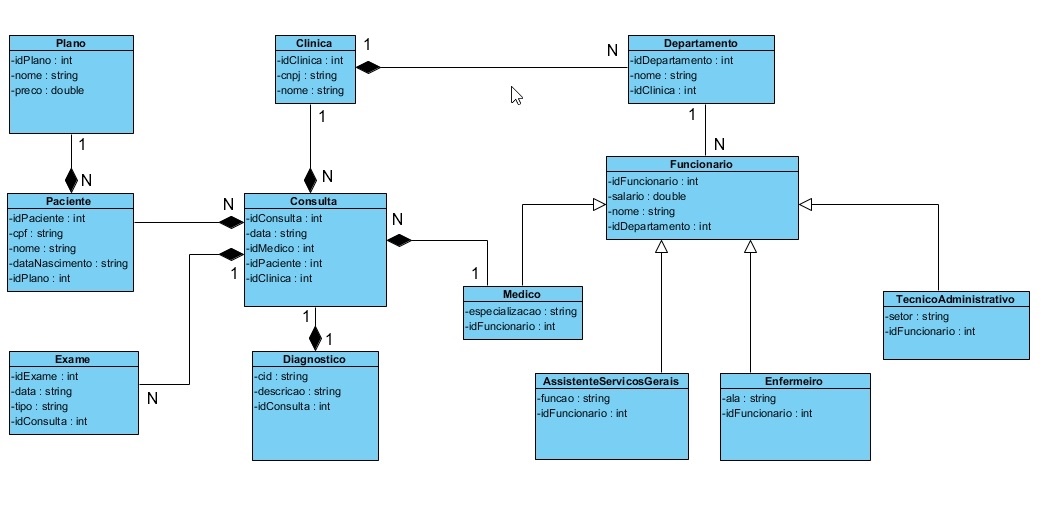 Plano
-idPlano : int
-nome : string
-preco : double
1
N
Clinica
-idClinica : int
-cnpj : string
-nome : string
1
N
1
N
Departamento
-idDepartamento : int
-nome : string
-idClinica : int
1
N
Paciente
-idPaciente : int
-cpf : string
-nome : string
-dataNascimento : string
-idPlano : int
N
Consulta
-idConsulta : int
-data : string
-idMedico : int
-idPaciente : int
-idClinica : int
N
1
1
1
1
Funcionario
-idFuncionario : int
-salario : double
-nome : string
-idDepartamento : int
Medico
-especializacao : string
-idFuncionario : int
TecnicoAdministrativo
-setor : string
-idFuncionario : int
Exame
-idExame : int
-data : string
-tipo : string
-idConsulta : int
N
Diagnostico
-cid : string
-descricao : string
-idConsulta : int
AssistenteServicosGerais
-funcao : string
-idFuncionario : int
Enfermeiro
-ala : string
-idFuncionario : int